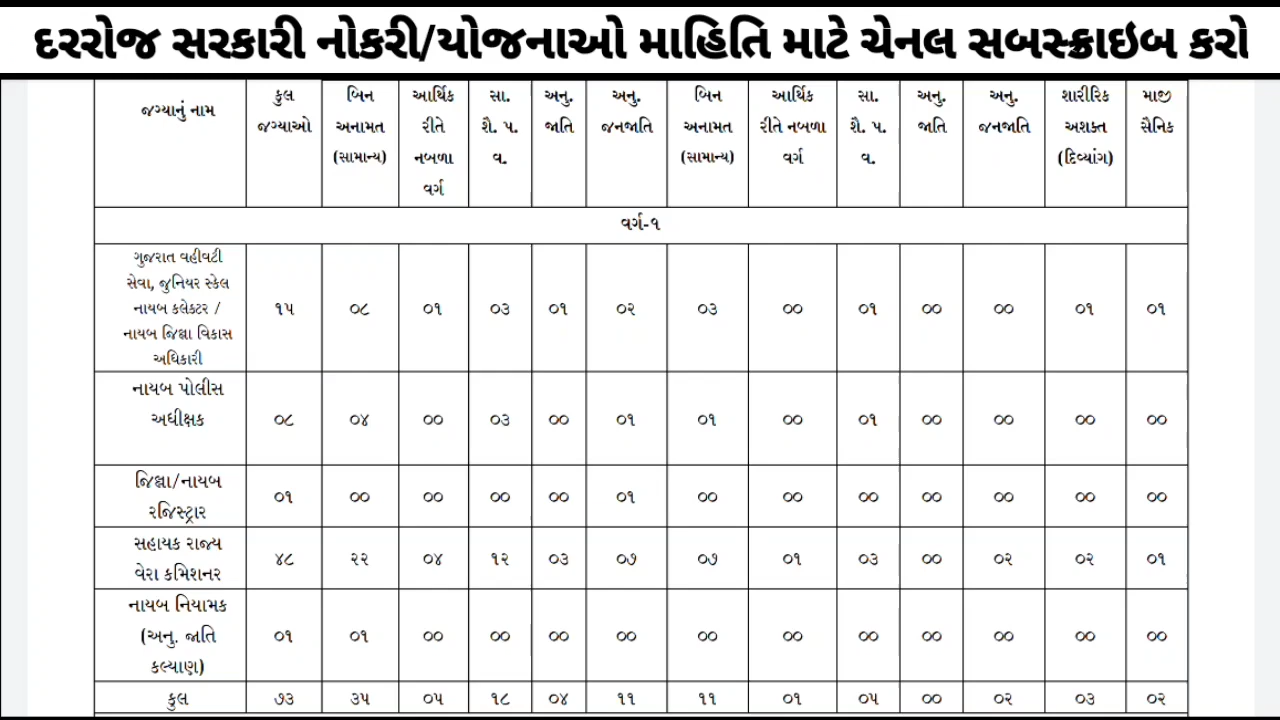 દરરોજ સરકારી નોકરી/યોજનાઓ માહિતિ માટે ચેનલ સબસ્ક્રાઇબ કરો
જગ્યાનું નામ | કુલ જગ્યાઓ | બિન અનામત (સામાન્ય) | આર્થિક રીતે નબળા વર્ગ | સા. શૈ. પ. વ. | અનુ. જાતિ | અનુ. જનજાતિ | બિન અનામત (સામાન્ય) | આર્થિક રીતે નબળા વર્ગ | સા. શૈ. પ. વ. | અનુ. જાતિ | અનુ. જનજાતિ | શારીરિક અશક્ત (દિવ્યાંગ) | માજી સૈનિક
વર્ગ-૧
ગુજરાત વહીવટી સેવા, જુનિયર સ્કેલ નાયબ કલેકટર / નાયબ જિલ્લા વિકાસ અધિકારી | ૧૫ | ૦૮ | ૦૧ | ૦૩ | ૦૧ | ૦૨ | ૦૩ | ૦૦ | ૦૧ | ૦૦ | ૦૦ | ૦૧ | ૦૧
નાયબ પોલીસ અધીક્ષક | ૦૮ | ૦૪ | ૦૦ | ૦૩ | ૦૦ | ૦૧ | ૦૧ | ૦૦ | ૦૧ | ૦૦ | ૦૦ | ૦૦ | ૦૦
જિલ્લા/નાયબ રજિસ્ટ્રાર | ૦૧ | ૦૦ | ૦૦ | ૦૦ | ૦૦ | ૦૧ | ૦૦ | ૦૦ | ૦૦ | ૦૦ | ૦૦ | ૦૦ | ૦૦
સહાયક રાજ્ય વેરા કમિશનર | ૪૮ | ૨૨ | ૦૪ | ૧૨ | ૦૩ | ૦૭ | ૦૭ | ૦૧ | ૦૩ | ૦૦ | ૦૨ | ૦૨ | ૦૧
નાયબ નિયામક (અનુ. જાતિ કલ્યાણ) | ૦૧ | ૦૧ | ૦૦ | ૦૦ | ૦૦ | ૦૦ | ૦૦ | ૦૦ | ૦૦ | ૦૦ | ૦૦ | ૦૦ | ૦૦
કુલ | ૭૩ | ૩૫ | ૦૫ | ૧૮ | ૦૪ | ૧૧ | ૧૧ | ૦૧ | ૦૫ | ૦૦ | ૦૨ | ૦૩ | ૦૨